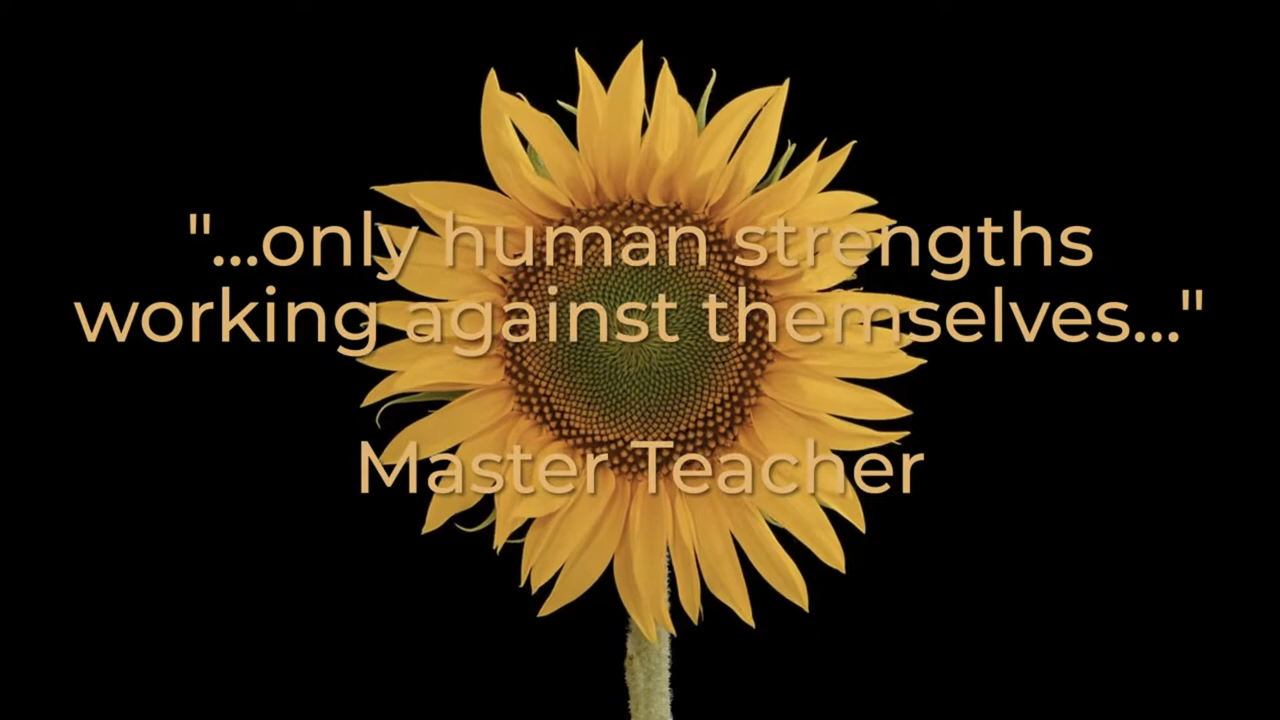 "...only human strengths
working against themselves..."
Master Teacher